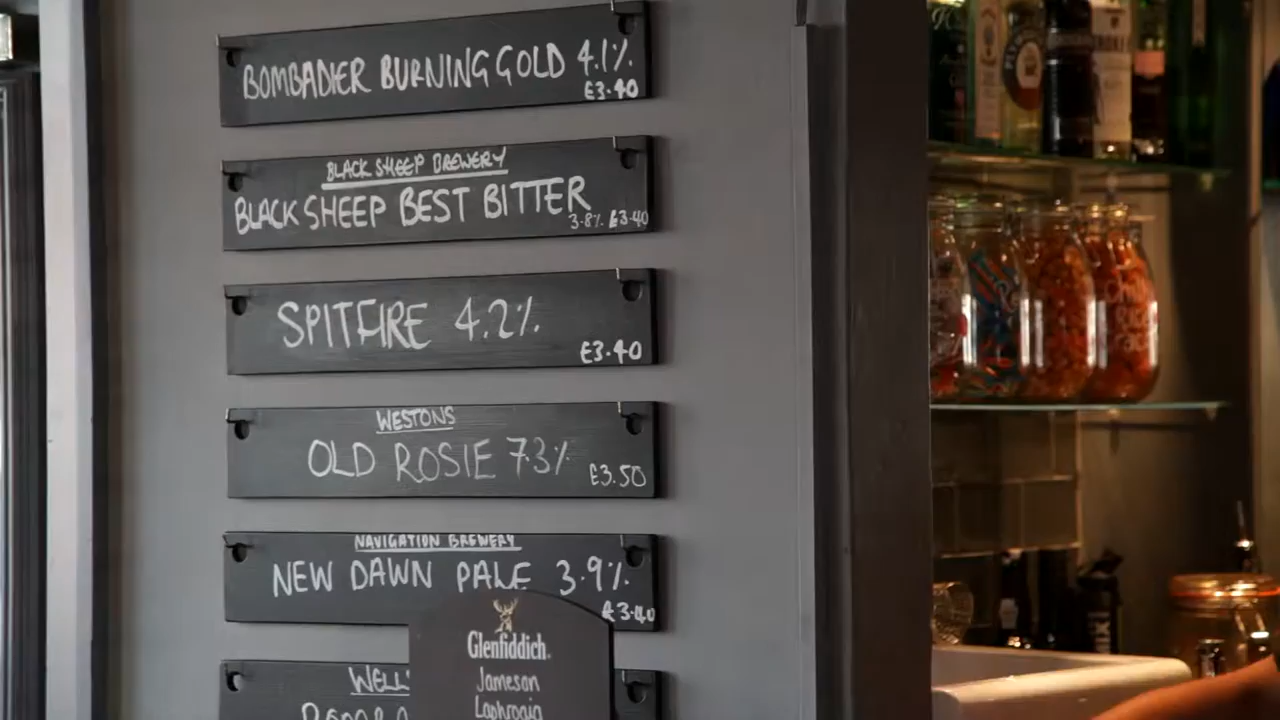 BOMBADIER BURNING GOLD 4.1%
£3.40
BLACK SHEEP BREWERY
BLACK SHEEP BEST BITTER
3.8% £3.40
SPITFIRE 4.2%
£3.40
WESTONS
OLD ROSIE 7.3%
£3.50
NAVIGATION BREWERY
NEW DAWN PALE 3.9%
£3.40
WELL'
Glenfiddich
Jameson
Laphroaig